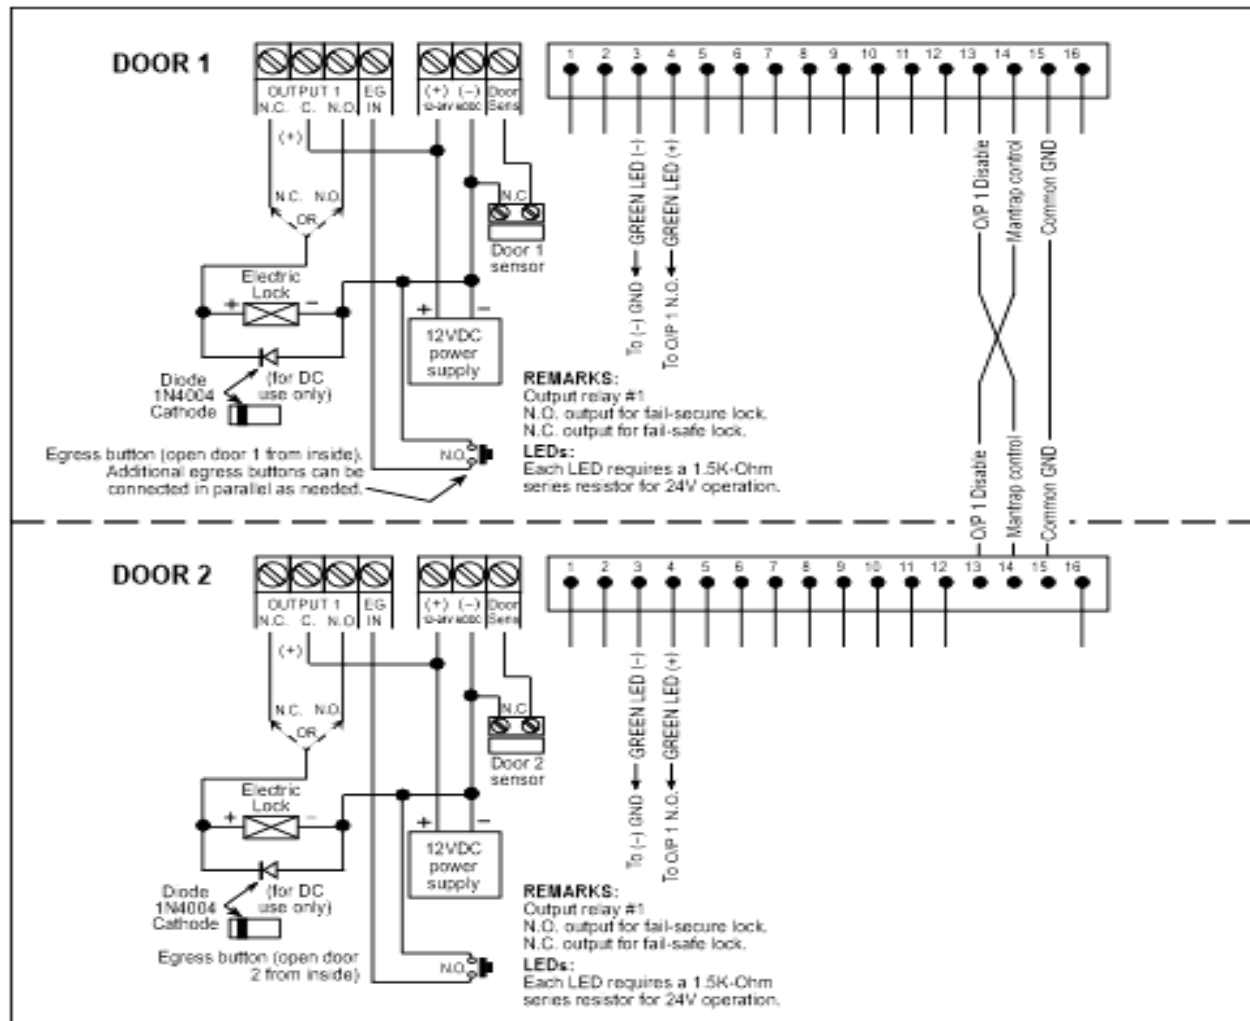 DOOR 1
OUTPUT 1 EG
N.C. C. N.O. IN
(+) (-) Door
12-24V AC/DC Sens
1 2 3 4 5 6 7 8 9 10 11 12 13 14 15 16
(+)
N.C. N.O.
OR
N.C.
Door 1
sensor
Electric
Lock
+ -
+ -
12VDC
power
supply
Diode
1N4004
Cathode
(for DC
use only)
To (-) GND GREEN LED (-)
To O/P 1 N.O. GREEN LED (+)
O/P 1 Disable
Mantrap control
Common GND
REMARKS:
Output relay #1
N.O. output for fail-secure lock.
N.C. output for fail-safe lock.
LEDs:
Each LED requires a 1.5K-Ohm
series resistor for 24V operation.
Egress button (open door 1 from inside).
Additional egress buttons can be
connected in parallel as needed.
N.O.
O/P 1 Disable
Mantrap control
Common GND
DOOR 2
OUTPUT 1 EG
N.C. C. N.O. IN
(+) (-) Door
12-24V AC/DC Sens
1 2 3 4 5 6 7 8 9 10 11 12 13 14 15 16
(+)
N.C. N.O.
OR
N.C.
Door 2
sensor
Electric
Lock
+ -
+ -
12VDC
power
supply
Diode
1N4004
Cathode
(for DC
use only)
To (-) GND GREEN LED (-)
To O/P 1 N.O. GREEN LED (+)
REMARKS:
Output relay #1
N.O. output for fail-secure lock.
N.C. output for fail-safe lock.
LEDs:
Each LED requires a 1.5K-Ohm
series resistor for 24V operation.
Egress button (open door
2 from inside)
N.O.